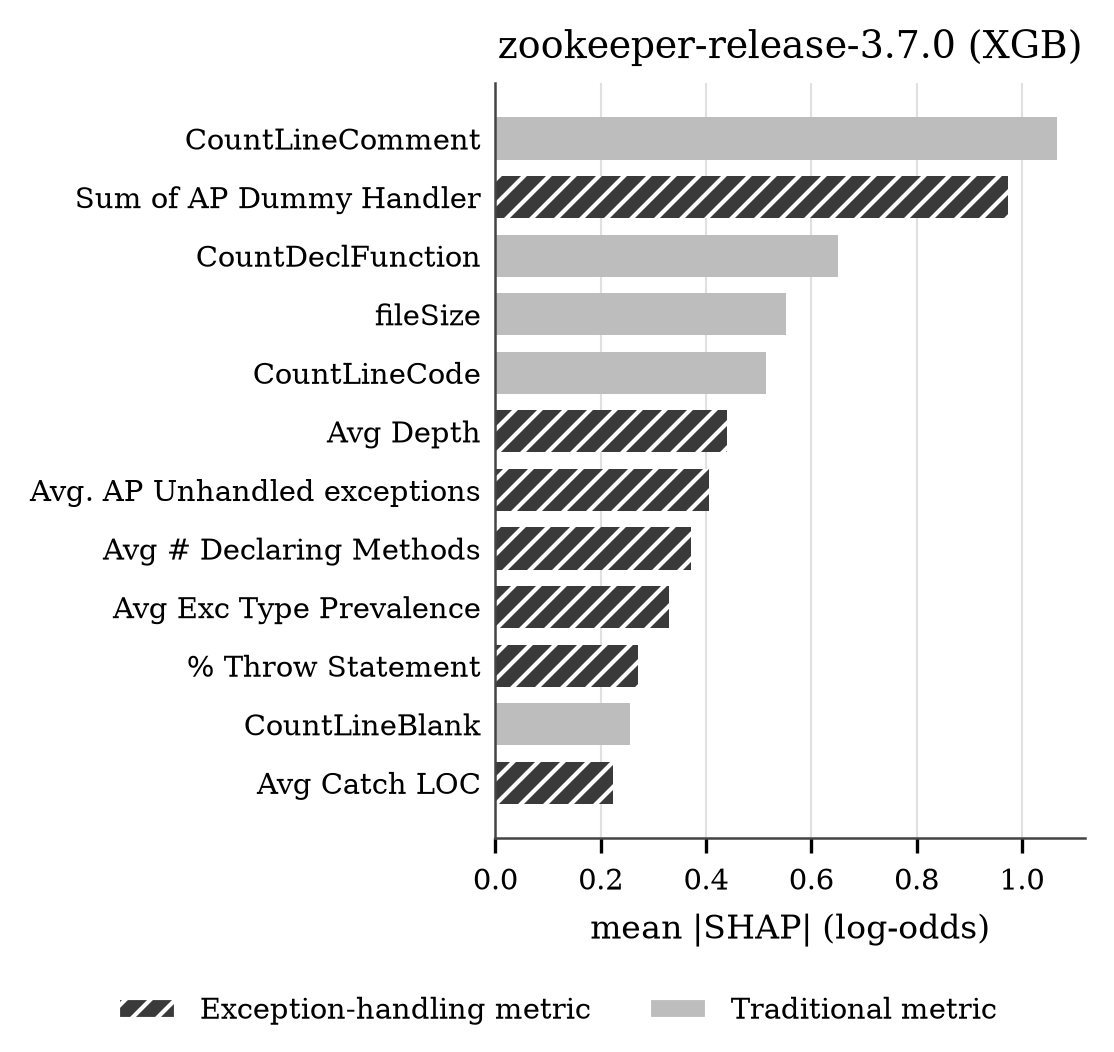 zookeeper-release-3.7.0 (XGB)
CountLineComment
Sum of AP Dummy Handler
CountDeclFunction
fileSize
CountLineCode
Avg Depth
Avg. AP Unhandled exceptions
Avg # Declaring Methods
Avg Exc Type Prevalence
% Throw Statement
CountLineBlank
Avg Catch LOC
0.0 0.2 0.4 0.6 0.8 1.0
mean |SHAP| (log-odds)
Exception-handling metric Traditional metric